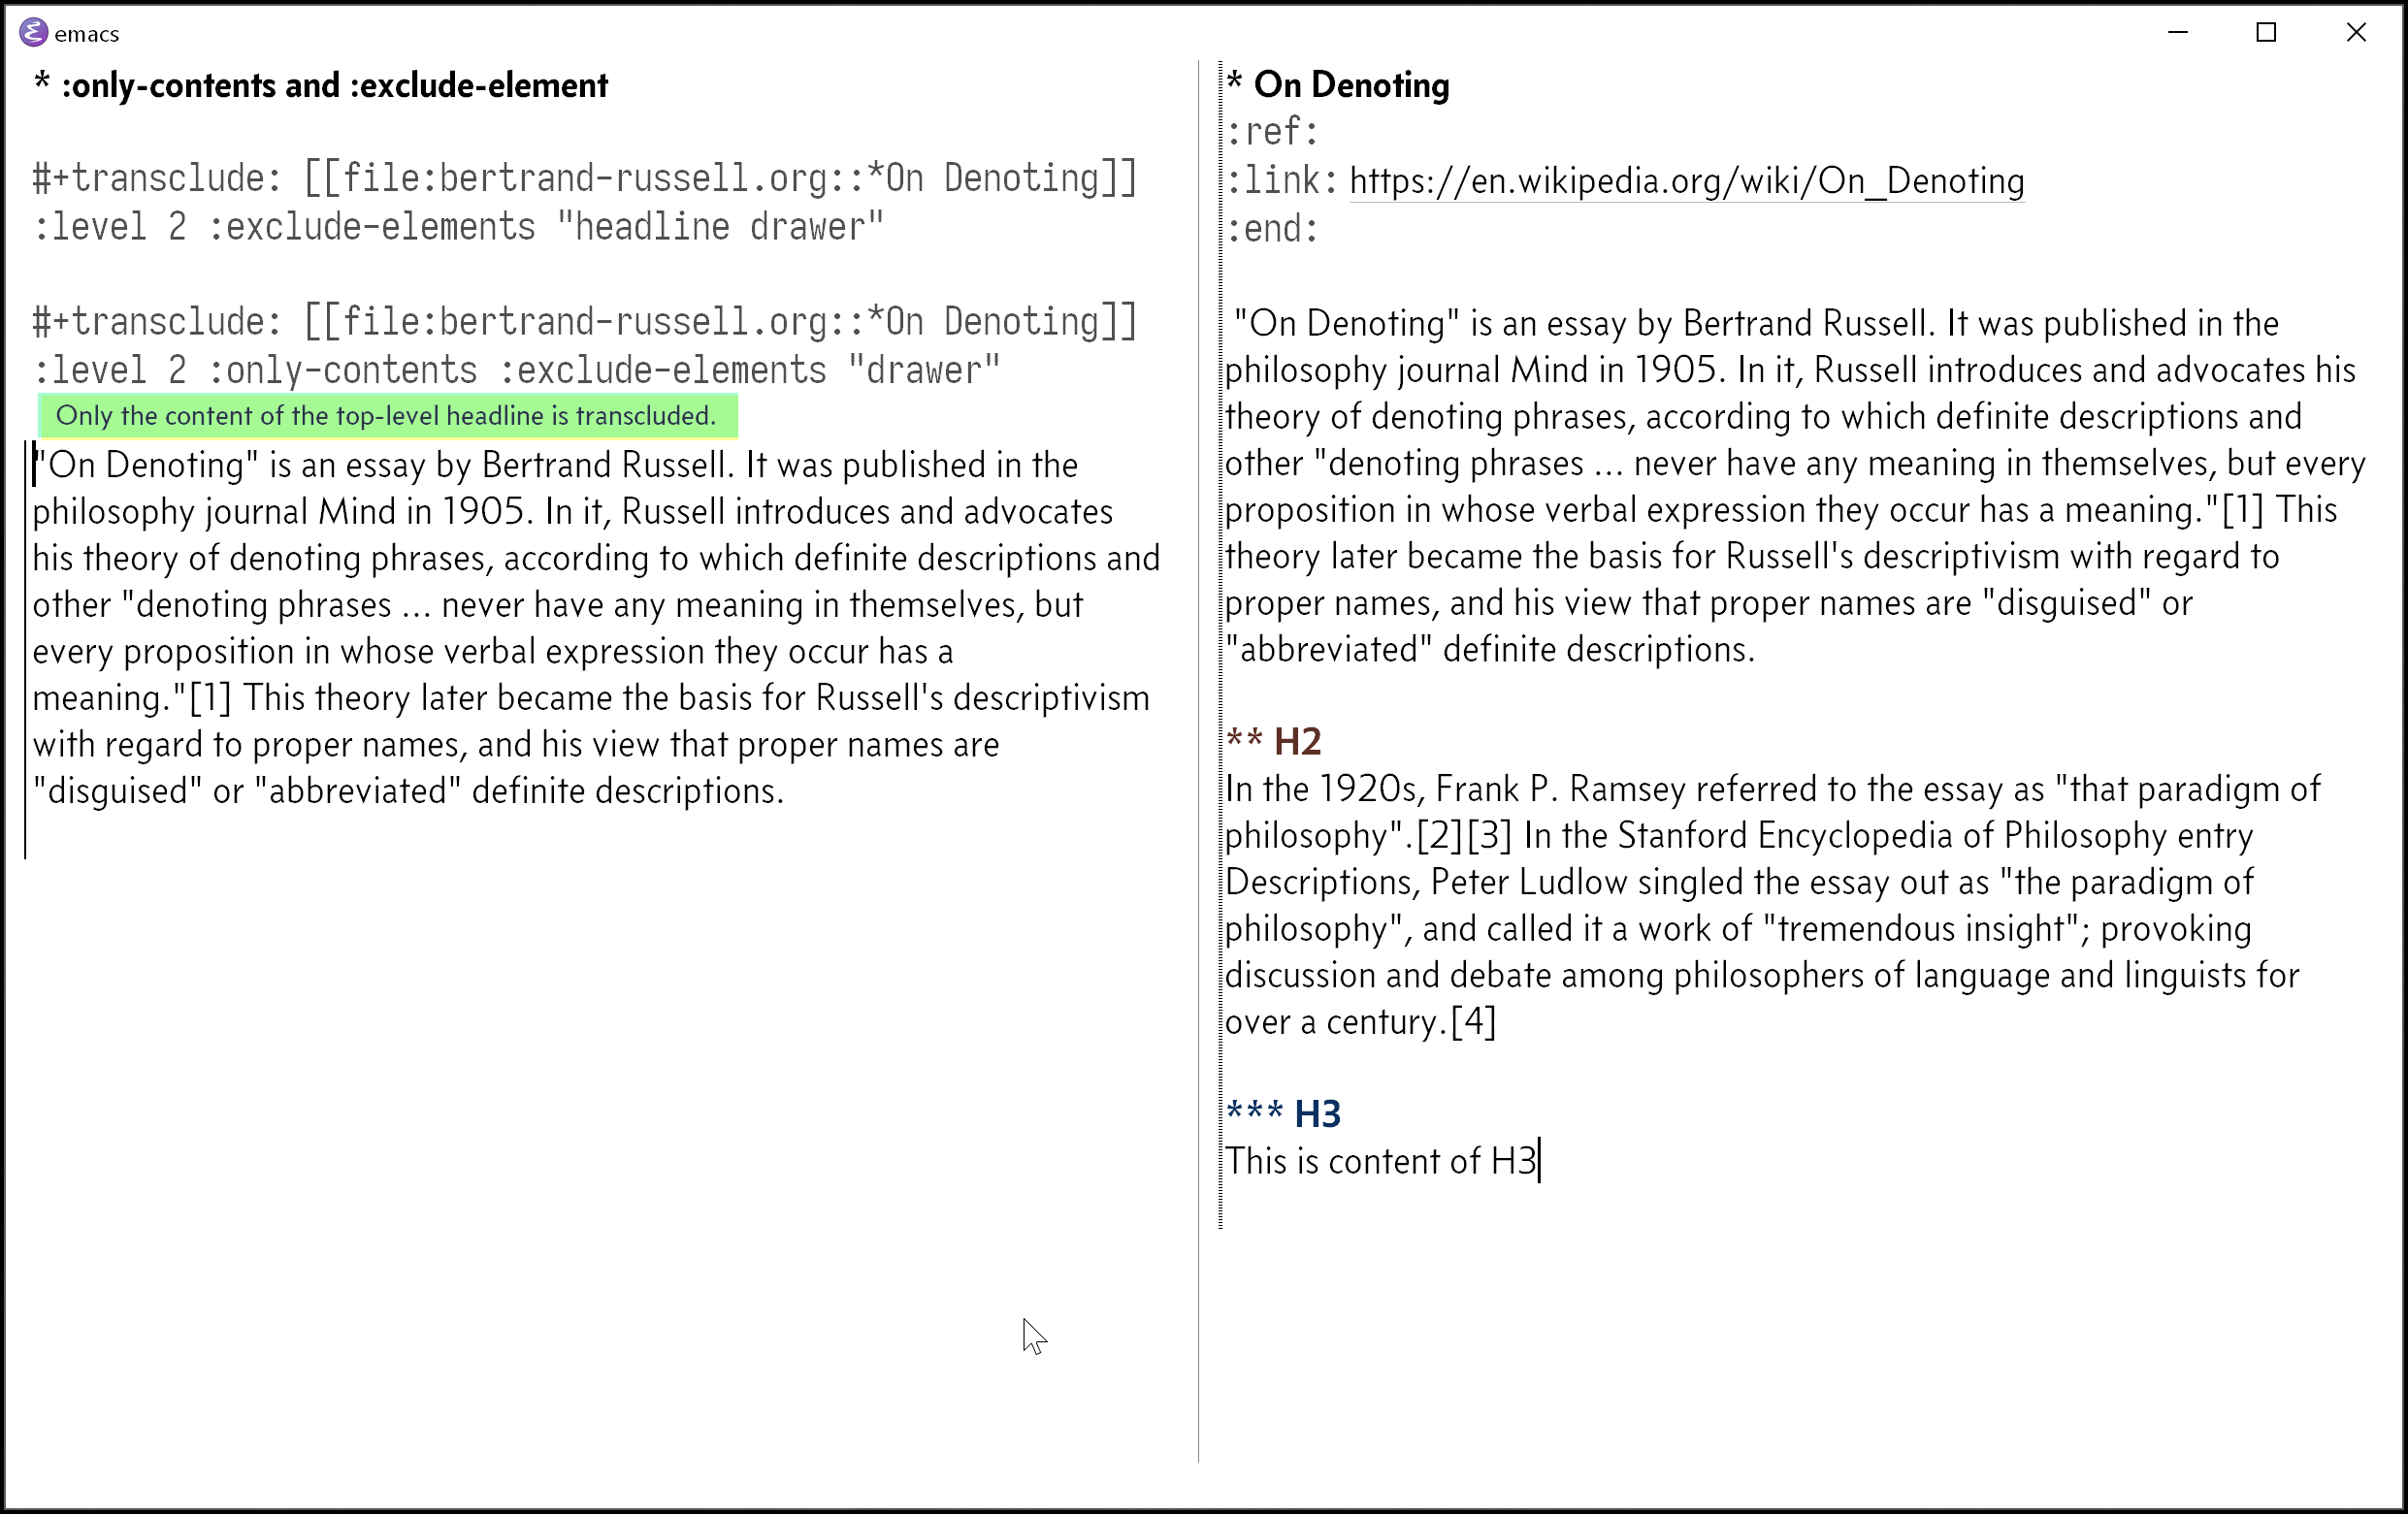 emacs
* :only-contents and :exclude-element
#+transclude: [[file:bertrand-russell.org::*On Denoting]]
:level 2 :exclude-elements "headline drawer"
#+transclude: [[file:bertrand-russell.org::*On Denoting]]
:level 2 :only-contents :exclude-elements "drawer"
Only the content of the top-level headline is transcluded.
"On Denoting" is an essay by Bertrand Russell. It was published in the
philosophy journal Mind in 1905. In it, Russell introduces and advocates
his theory of denoting phrases, according to which definite descriptions and
other "denoting phrases ... never have any meaning in themselves, but
every proposition in whose verbal expression they occur has a
meaning."[1] This theory later became the basis for Russell's descriptivism
with regard to proper names, and his view that proper names are
"disguised" or "abbreviated" definite descriptions.
* On Denoting
:ref:
:link: https://en.wikipedia.org/wiki/On_Denoting
:end:
"On Denoting" is an essay by Bertrand Russell. It was published in the
philosophy journal Mind in 1905. In it, Russell introduces and advocates his
theory of denoting phrases, according to which definite descriptions and
other "denoting phrases ... never have any meaning in themselves, but every
proposition in whose verbal expression they occur has a meaning."[1] This
theory later became the basis for Russell's descriptivism with regard to
proper names, and his view that proper names are "disguised" or
"abbreviated" definite descriptions.
** H2
In the 1920s, Frank P. Ramsey referred to the essay as "that paradigm of
philosophy".[2][3] In the Stanford Encyclopedia of Philosophy entry
Descriptions, Peter Ludlow singled the essay out as "the paradigm of
philosophy", and called it a work of "tremendous insight"; provoking
discussion and debate among philosophers of language and linguists for
over a century.[4]
*** H3
This is content of H3